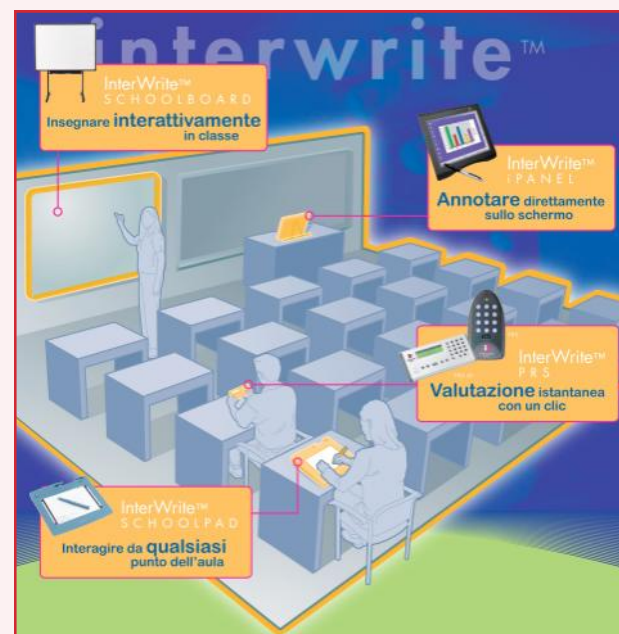 interwrite™
InterWrite™
SCHOOLBOARD
Insegnare interattivamente
in classe
InterWrite™
iPANEL
Annotare direttamente
sullo schermo
InterWrite™
PRS
Valutazione istantanea
con un clic
InterWrite™
SCHOOLPAD
Interagire da qualsiasi
punto dell'aula